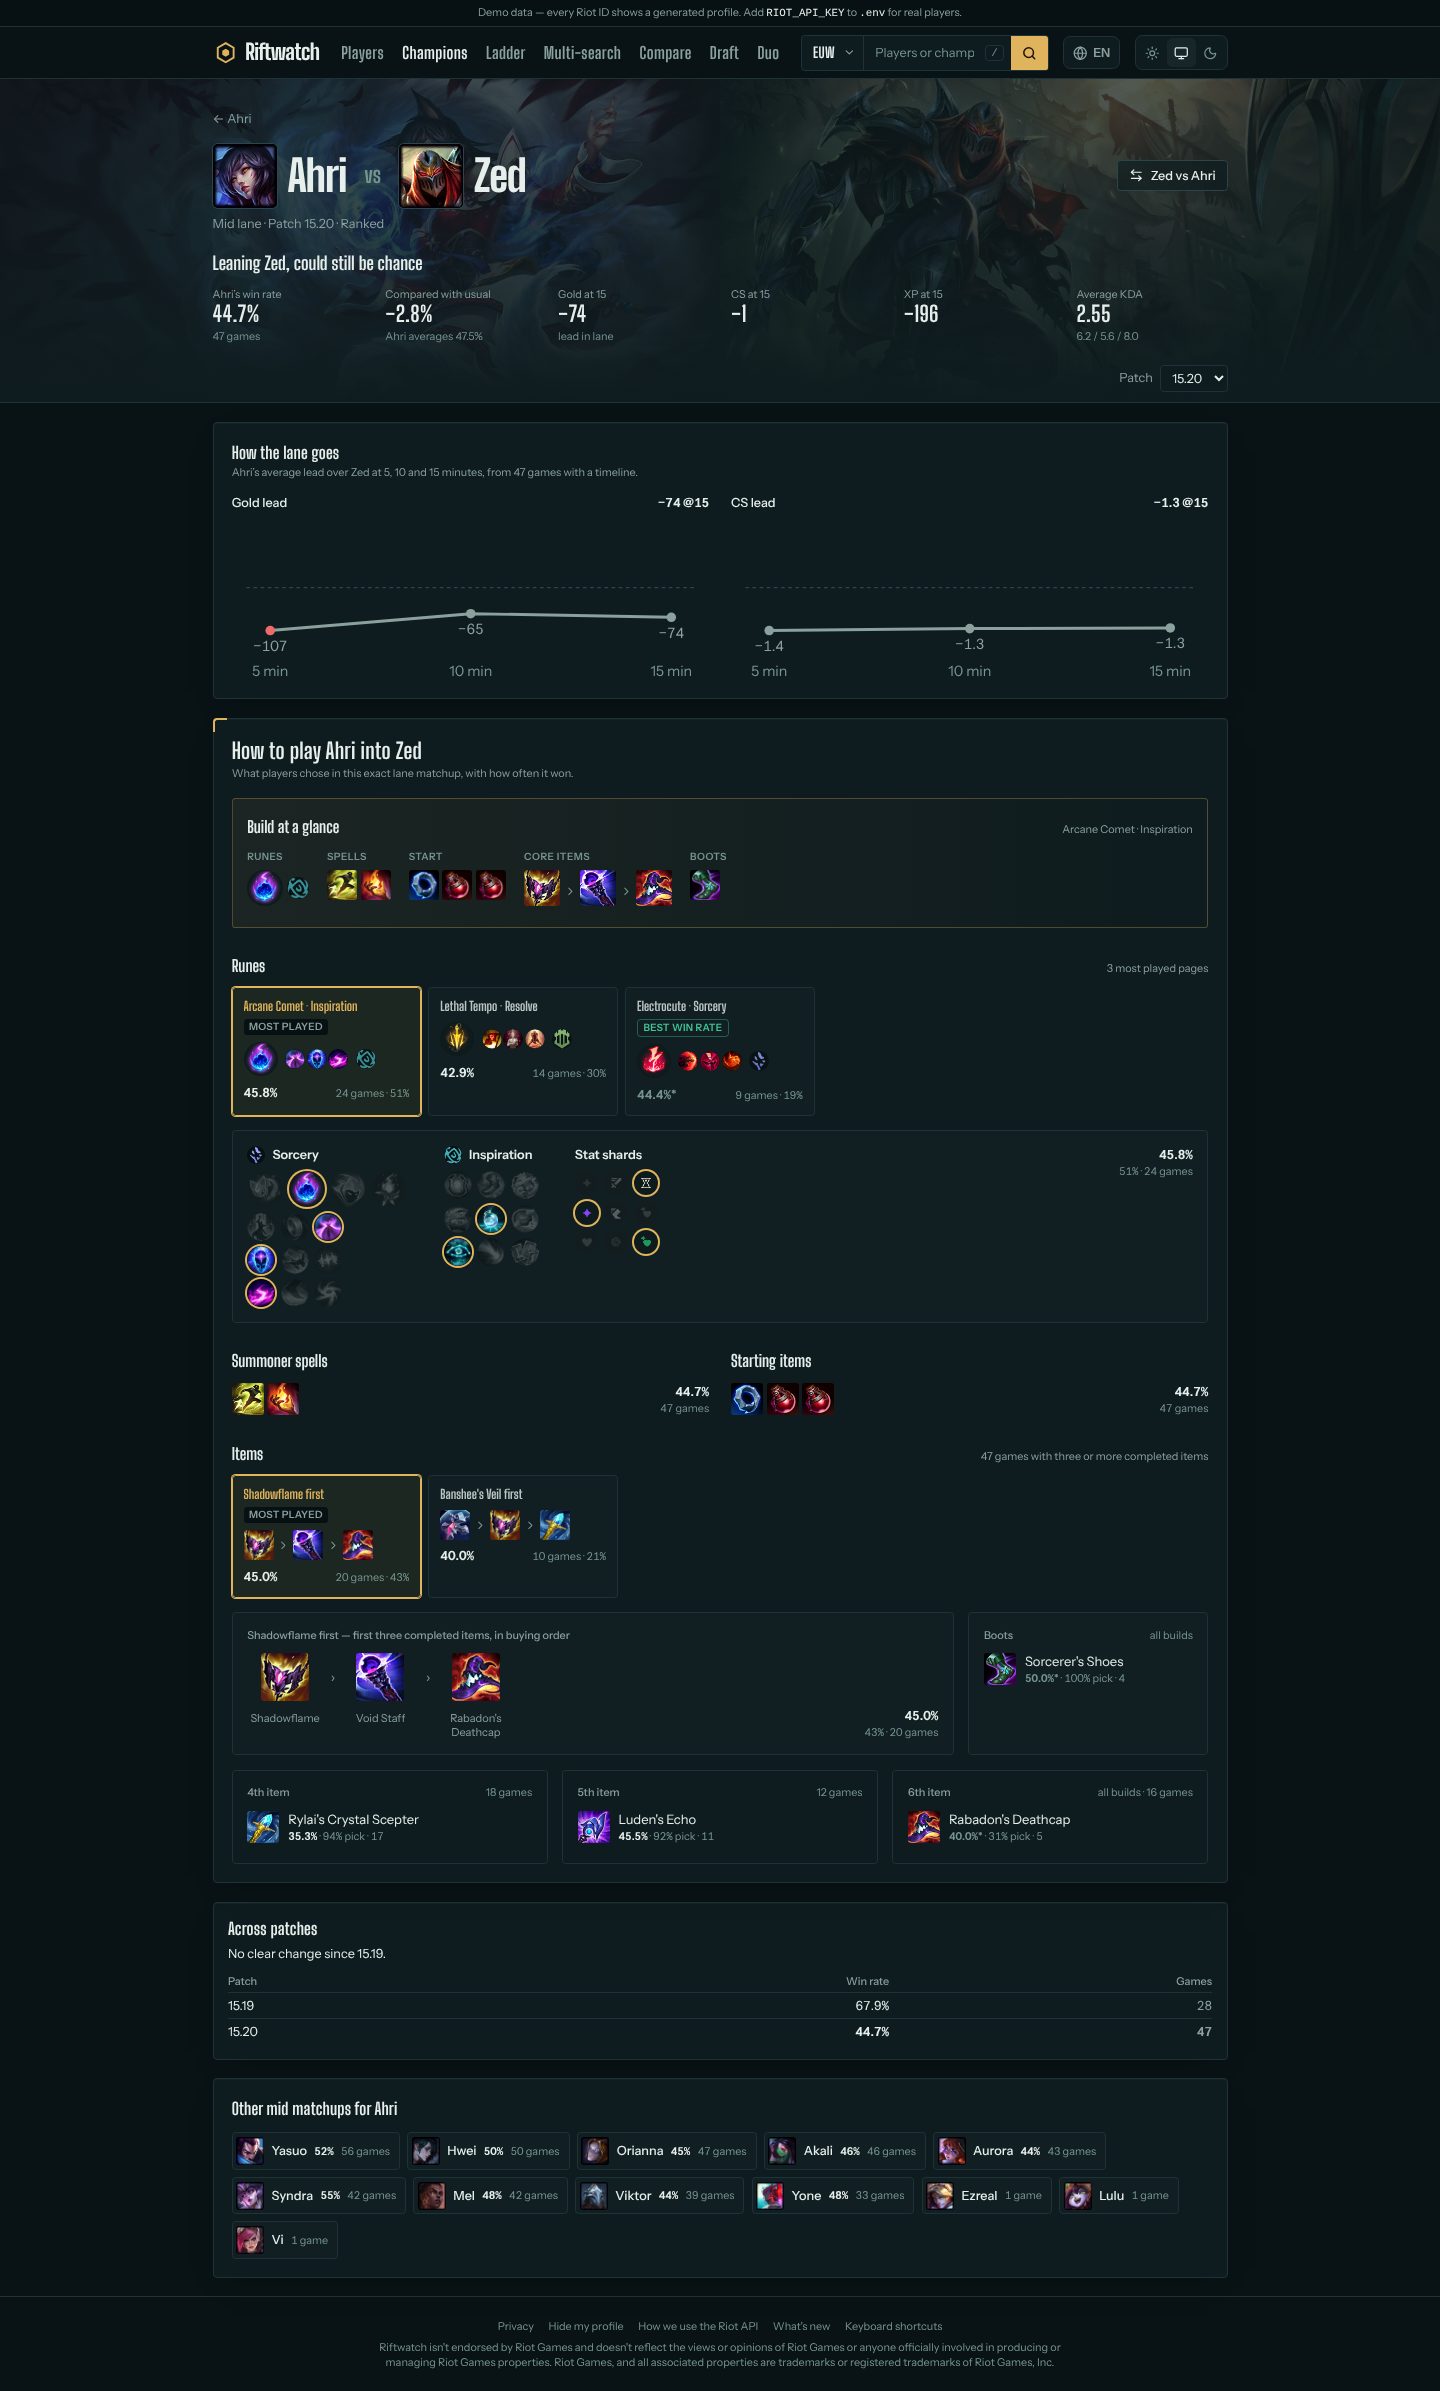 Demo data — every Riot ID shows a generated profile. Add RIOT_API_KEY to .env for real players.
Riftwatch Players Champions Ladder Multi-search Compare Draft Duo EUW Players or champ / EN
← Ahri
Ahri vs Zed
Zed vs Ahri
Mid lane · Patch 15.20 · Ranked
Leaning Zed, could still be chance
Ahri's win rate Compared with usual Gold at 15 CS at 15 XP at 15 Average KDA
44.7% −2.8% −74 −1 −196 2.55
47 games Ahri averages 47.5% lead in lane 6.2 / 5.6 / 8.0
Patch 15.20
How the lane goes
Ahri's average lead over Zed at 5, 10 and 15 minutes, from 47 games with a timeline.
Gold lead −74 @15 CS lead −1.3 @15
−107 −65 −74 −1.4 −1.3 −1.3
5 min 10 min 15 min 5 min 10 min 15 min
How to play Ahri into Zed
What players chose in this exact lane matchup, with how often it won.
Build at a glance Arcane Comet · Inspiration
RUNES SPELLS START CORE ITEMS BOOTS
Runes 3 most played pages
Arcane Comet · Inspiration Lethal Tempo · Resolve Electrocute · Sorcery
MOST PLAYED BEST WIN RATE
45.8% 24 games · 51% 42.9% 14 games · 30% 44.4%* 9 games · 19%
Sorcery Inspiration Stat shards 45.8%
51% · 24 games
Summoner spells Starting items
44.7% 44.7%
47 games 47 games
Items 47 games with three or more completed items
Shadowflame first Banshee's Veil first
MOST PLAYED
45.0% 20 games · 43% 40.0% 10 games · 21%
Shadowflame first — first three completed items, in buying order Boots all builds
Sorcerer's Shoes
50.0%* · 100% pick · 4
Shadowflame Void Staff Rabadon's Deathcap
45.0%
43% · 20 games
4th item 18 games 5th item 12 games 6th item all builds · 16 games
Rylai's Crystal Scepter Luden's Echo Rabadon's Deathcap
35.3% · 94% pick · 17 45.5% · 92% pick · 11 40.0%* · 31% pick · 5
Across patches
No clear change since 15.19.
Patch Win rate Games
15.19 67.9% 28
15.20 44.7% 47
Other mid matchups for Ahri
Yasuo 52% 56 games Hwei 50% 50 games Orianna 45% 47 games Akali 46% 46 games Aurora 44% 43 games
Syndra 55% 42 games Mel 48% 42 games Viktor 44% 39 games Yone 48% 33 games Ezreal 1 game Lulu 1 game
Vi 1 game
Privacy Hide my profile How we use the Riot API What's new Keyboard shortcuts
Riftwatch isn't endorsed by Riot Games and doesn't reflect the views or opinions of Riot Games or anyone officially involved in producing or
managing Riot Games properties. Riot Games, and all associated properties are trademarks or registered trademarks of Riot Games, Inc.